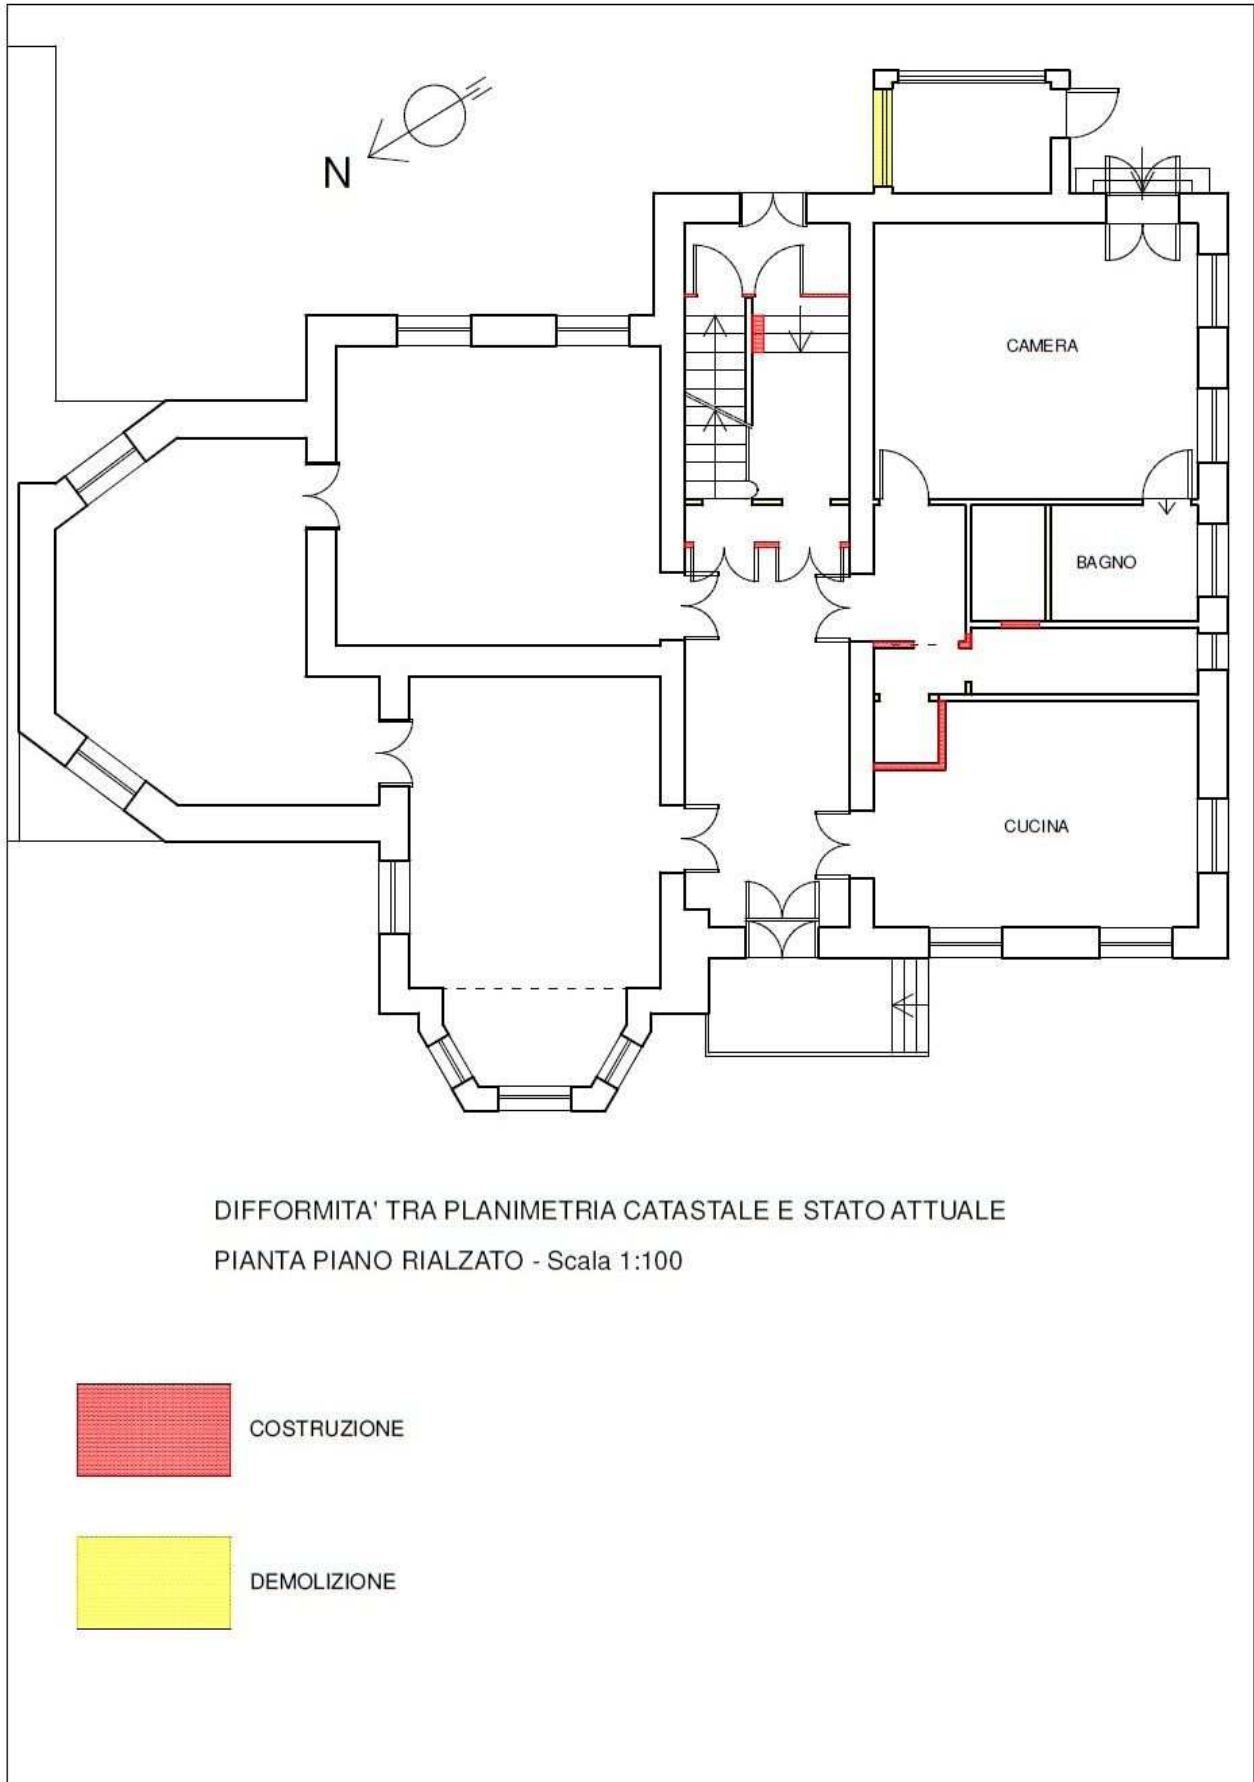 N
CAMERA
BAGNO
CUCINA
DIFFORMITA' TRA PLANIMETRIA CATASTALE E STATO ATTUALE
PIANTA PIANO RIALZATO - Scala 1:100
COSTRUZIONE
DEMOLIZIONE